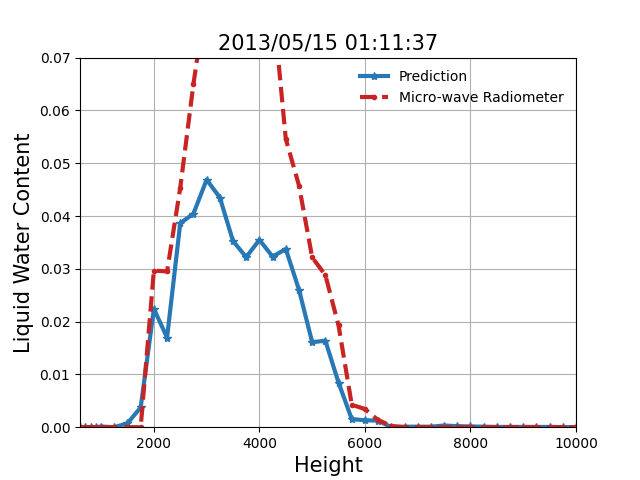 2013/05/15 01:11:37
Prediction
Micro-wave Radiometer
Liquid Water Content
0.07
0.06
0.05
0.04
0.03
0.02
0.01
0.00
2000 4000 6000 8000 10000
Height